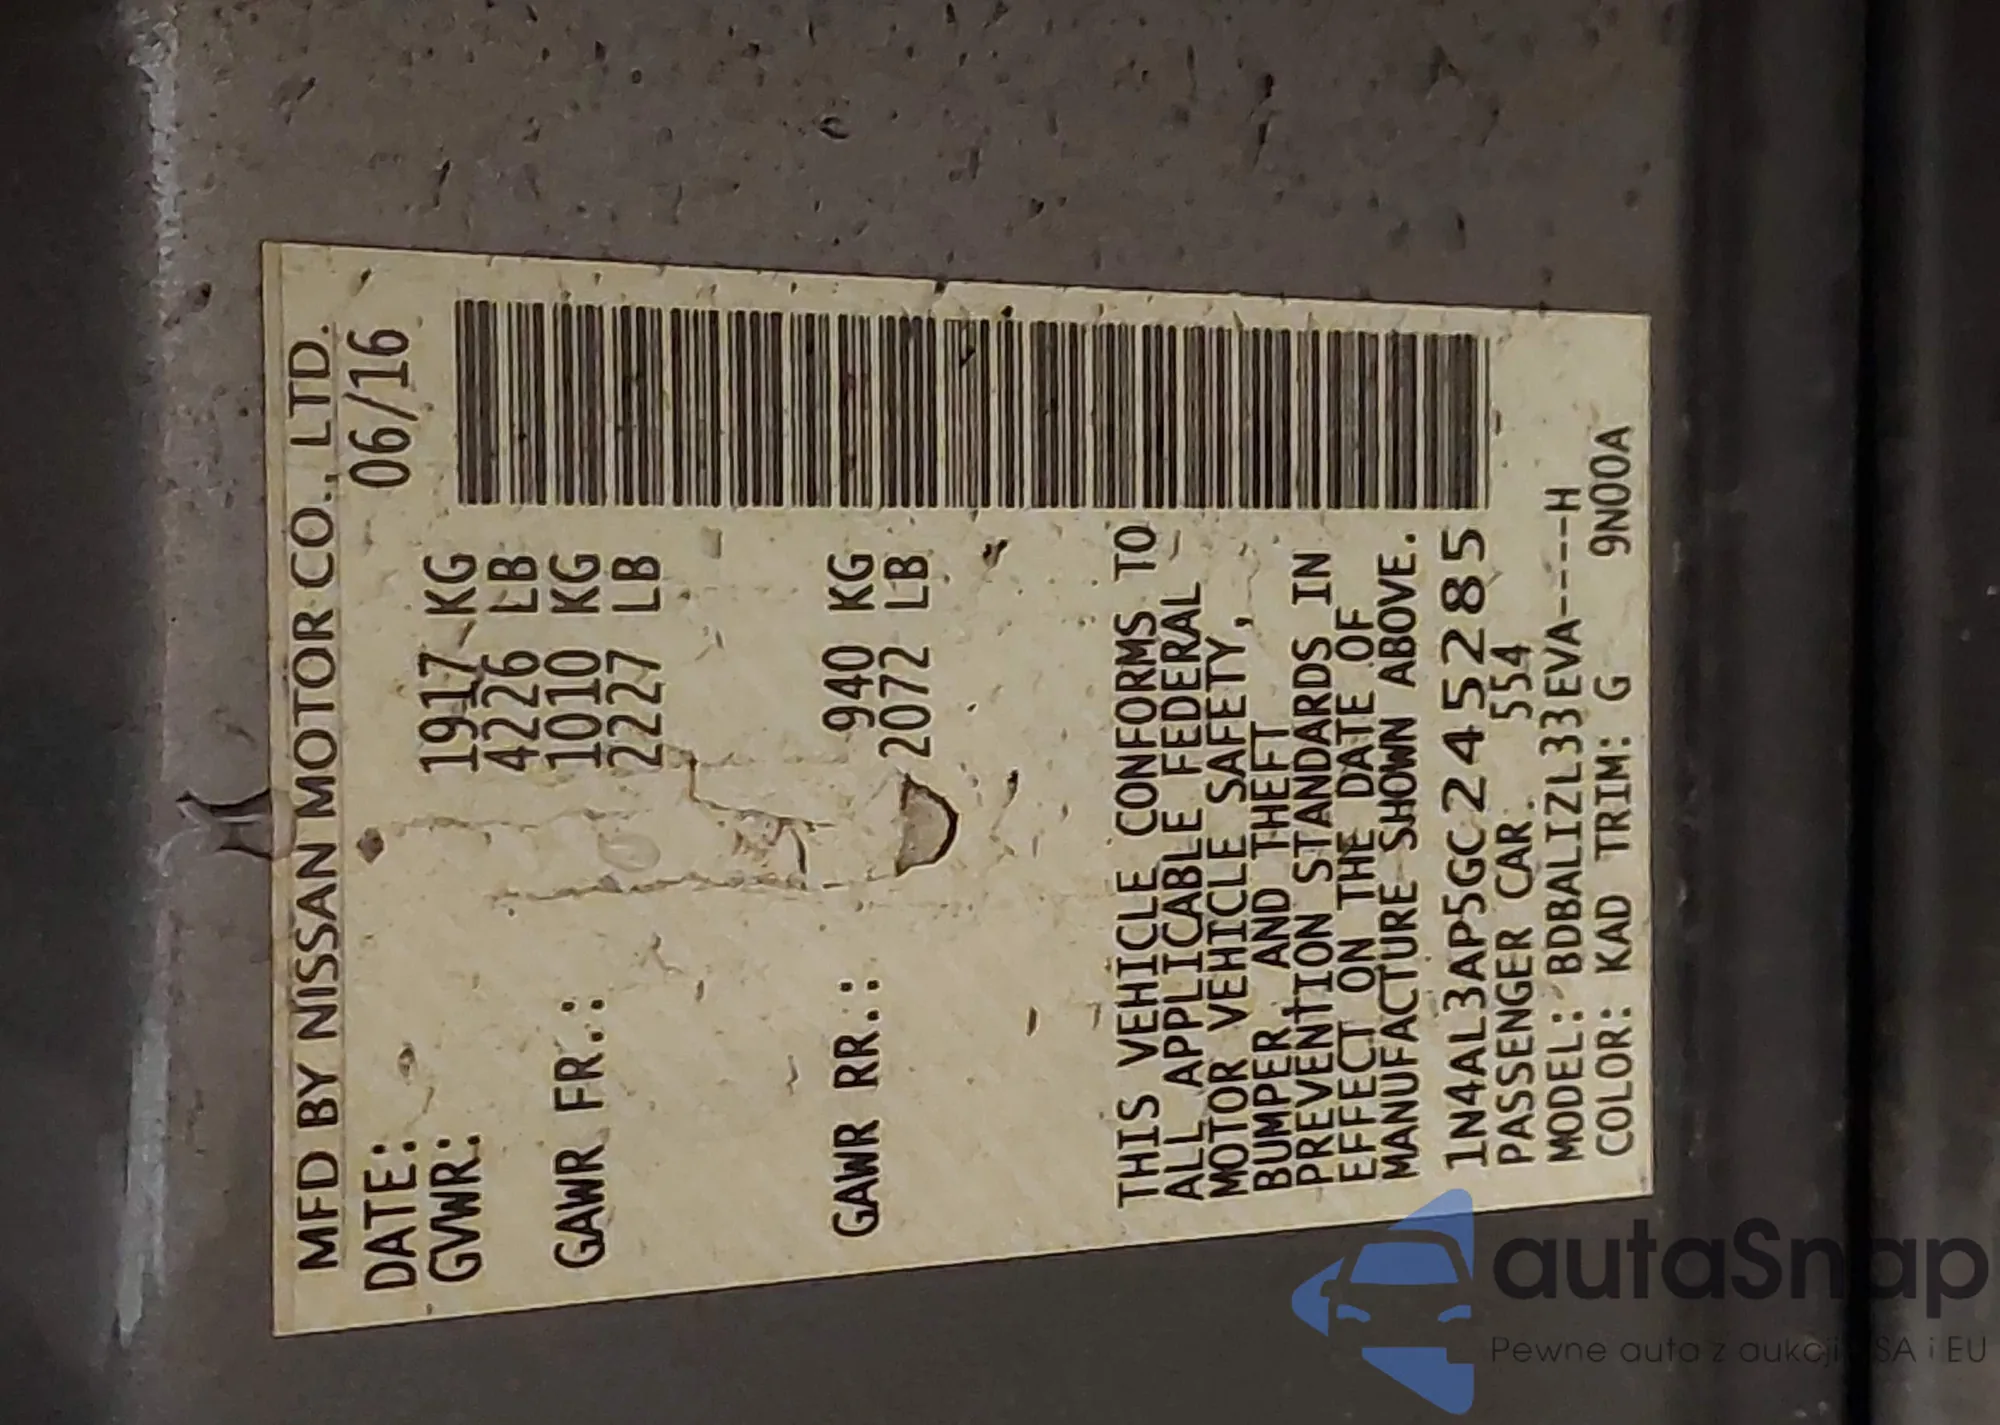 MFD BY NISSAN MOTOR CO., LTD.
DATE: 06/16
GVWR: 1917 KG
4226 LB
GAWR FR.: 1010 KG
2227 LB
GAWR RR.: 940 KG
2072 LB
THIS VEHICLE CONFORMS TO
ALL APPLICABLE FEDERAL
MOTOR VEHICLE SAFETY,
BUMPER, AND THEFT
PREVENTION STANDARDS IN
EFFECT ON THE DATE OF
MANUFACTURE SHOWN ABOVE.
1N4AL3AP5GC245285
PASSENGER CAR. 554
MODEL: BDBALIZL33EVA----H
COLOR: KAD TRIM: G 9N00A
autaSnap
Pewne auta z aukcji SA i EU